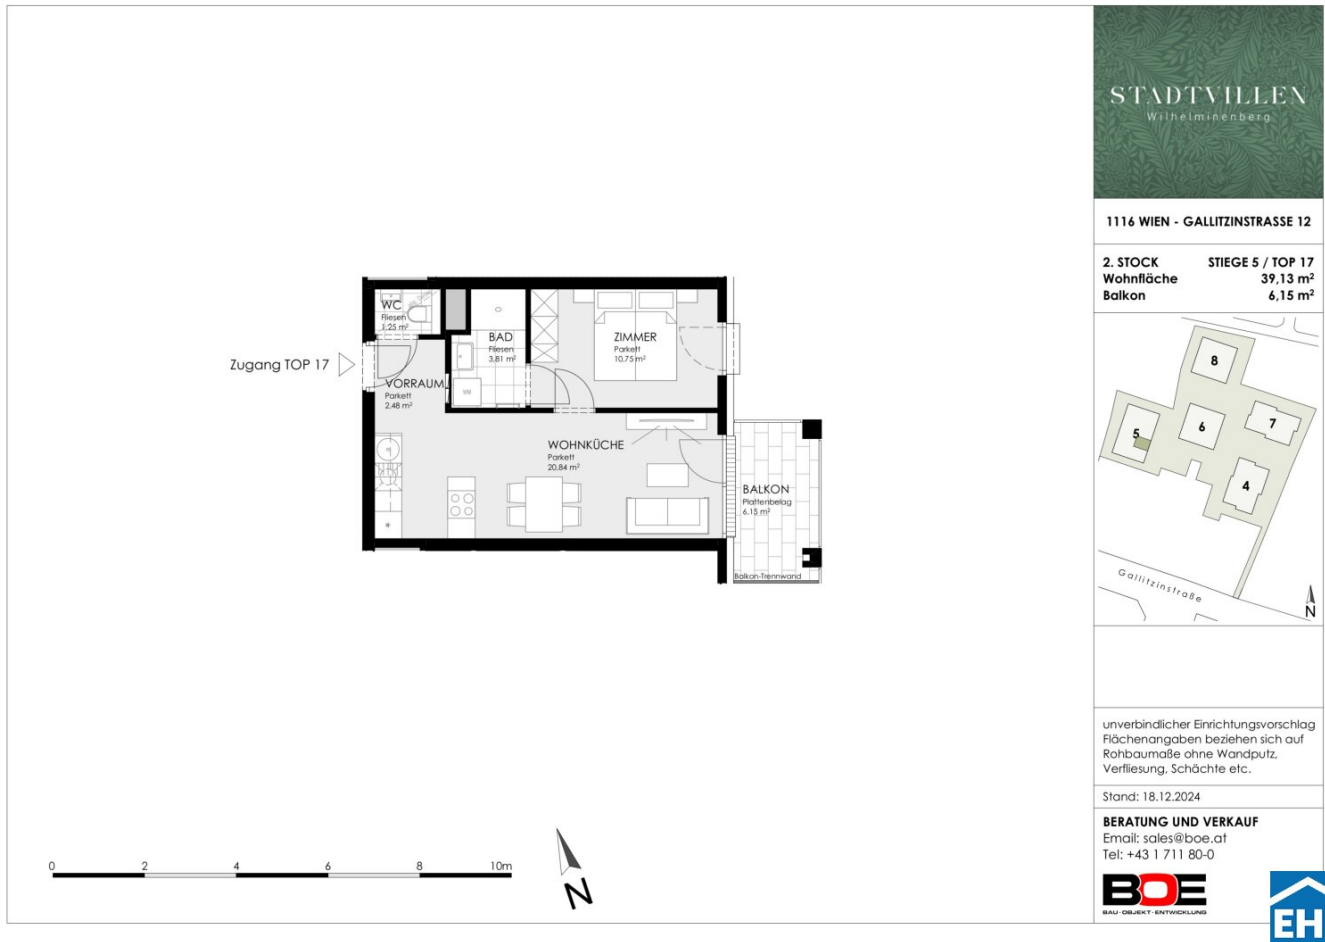 STADTVILLEN
Wilhelminenberg
1116 WIEN - GALLITZINSTRASSE 12
2. STOCK STIEGE 5 / TOP 17
Wohnfläche 39,13 m²
Balkon 6,15 m²
8
7
6
5
4
Gallitzinstraße
N
WC
Fliesen
1.25 m²
BAD
Fliesen
3.81 m²
WM
ZIMMER
Parkett
10.75 m²
Zugang TOP 17
VORRAUM
Parkett
2.48 m²
WOHNKÜCHE
Parkett
20.84 m²
BALKON
Plattenbelag
6.15 m²
Balkon-Trennwand
0 2 4 6 8 10m
N
unverbindlicher Einrichtungsvorschlag
Flächenangaben beziehen sich auf
Rohbaumaße ohne Wandputz,
Verfliesung, Schächte etc.
Stand: 18.12.2024
BERATUNG UND VERKAUF
Email: sales@boe.at
Tel: +43 1 711 80-0
BOE
BAU-OBJEKT-ENTWICKLUNG
EH